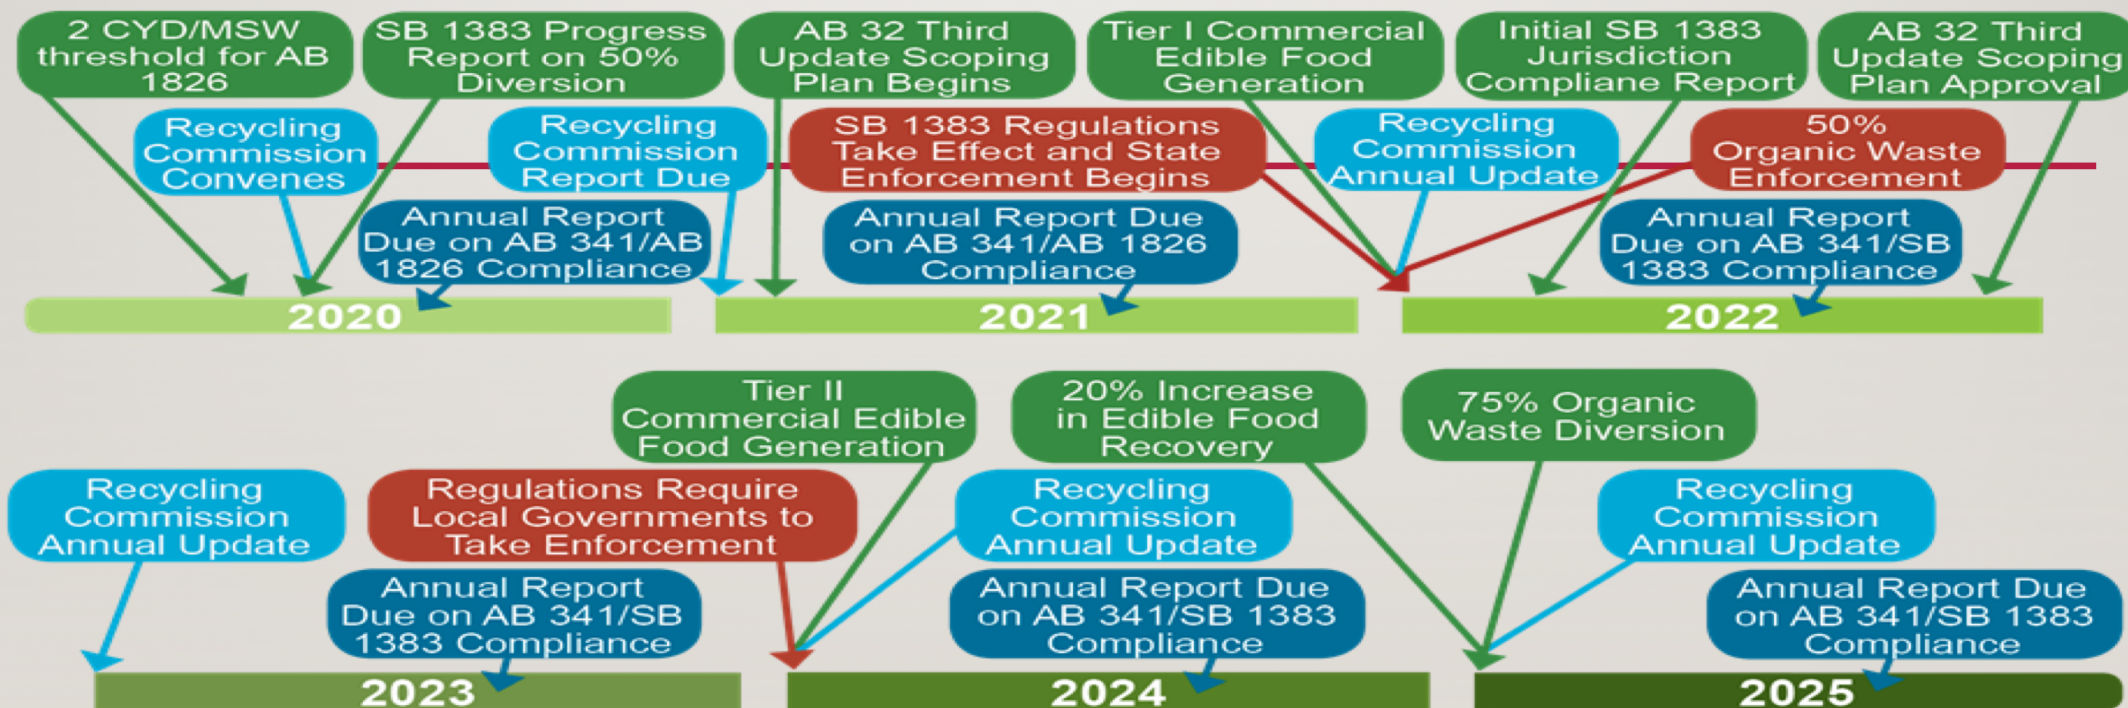 2 CYD/MSW
threshold for AB
1826
SB 1383 Progress
Report on 50%
Diversion
AB 32 Third
Update Scoping
Plan Begins
Tier I Commercial
Edible Food
Generation
Initial SB 1383
Jurisdiction
Compliane Report
AB 32 Third
Update Scoping
Plan Approval
Recycling
Commission
Convenes
Recycling
Commission
Report Due
SB 1383 Regulations
Take Effect and State
Enforcement Begins
Recycling
Commission
Annual Update
50%
Organic Waste
Enforcement
Annual Report
Due on AB 341/AB
1826 Compliance
Annual Report Due
on AB 341/AB 1826
Compliance
Annual Report
Due on AB 341/SB
1383 Compliance
2020
2021
2022
Tier II
Commercial Edible
Food Generation
20% Increase
in Edible Food
Recovery
75% Organic
Waste Diversion
Recycling
Commission
Annual Update
Regulations Require
Local Governments to
Take Enforcement
Recycling
Commission
Annual Update
Recycling
Commission
Annual Update
Annual Report
Due on AB 341/SB
1383 Compliance
Annual Report Due
on AB 341/SB 1383
Compliance
Annual Report Due
on AB 341/SB 1383
Compliance
2023
2024
2025